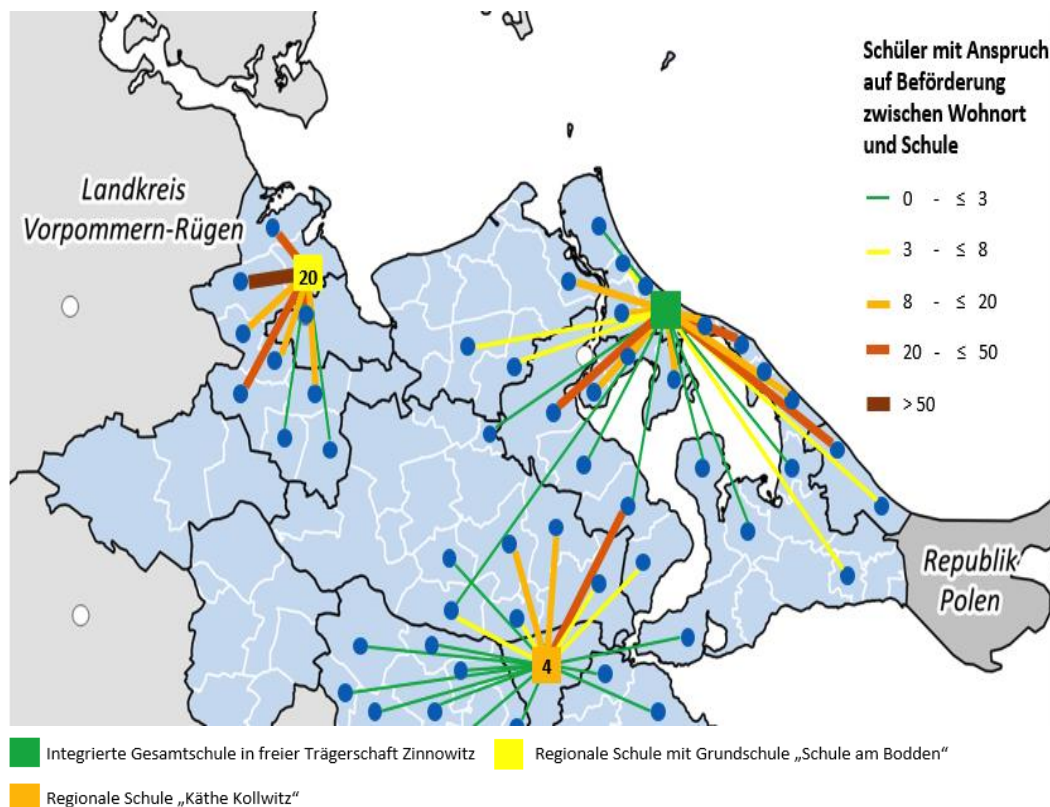 Schüler mit Anspruch
auf Beförderung
zwischen Wohnort
und Schule
0 - ≤ 3
3 - ≤ 8
8 - ≤ 20
20 - ≤ 50
> 50
Landkreis
Vorpommern-Rügen
20
Republik
Polen
4
Integrierte Gesamtschule in freier Trägerschaft Zinnowitz
Regionale Schule mit Grundschule „Schule am Bodden“
Regionale Schule „Käthe Kollwitz“